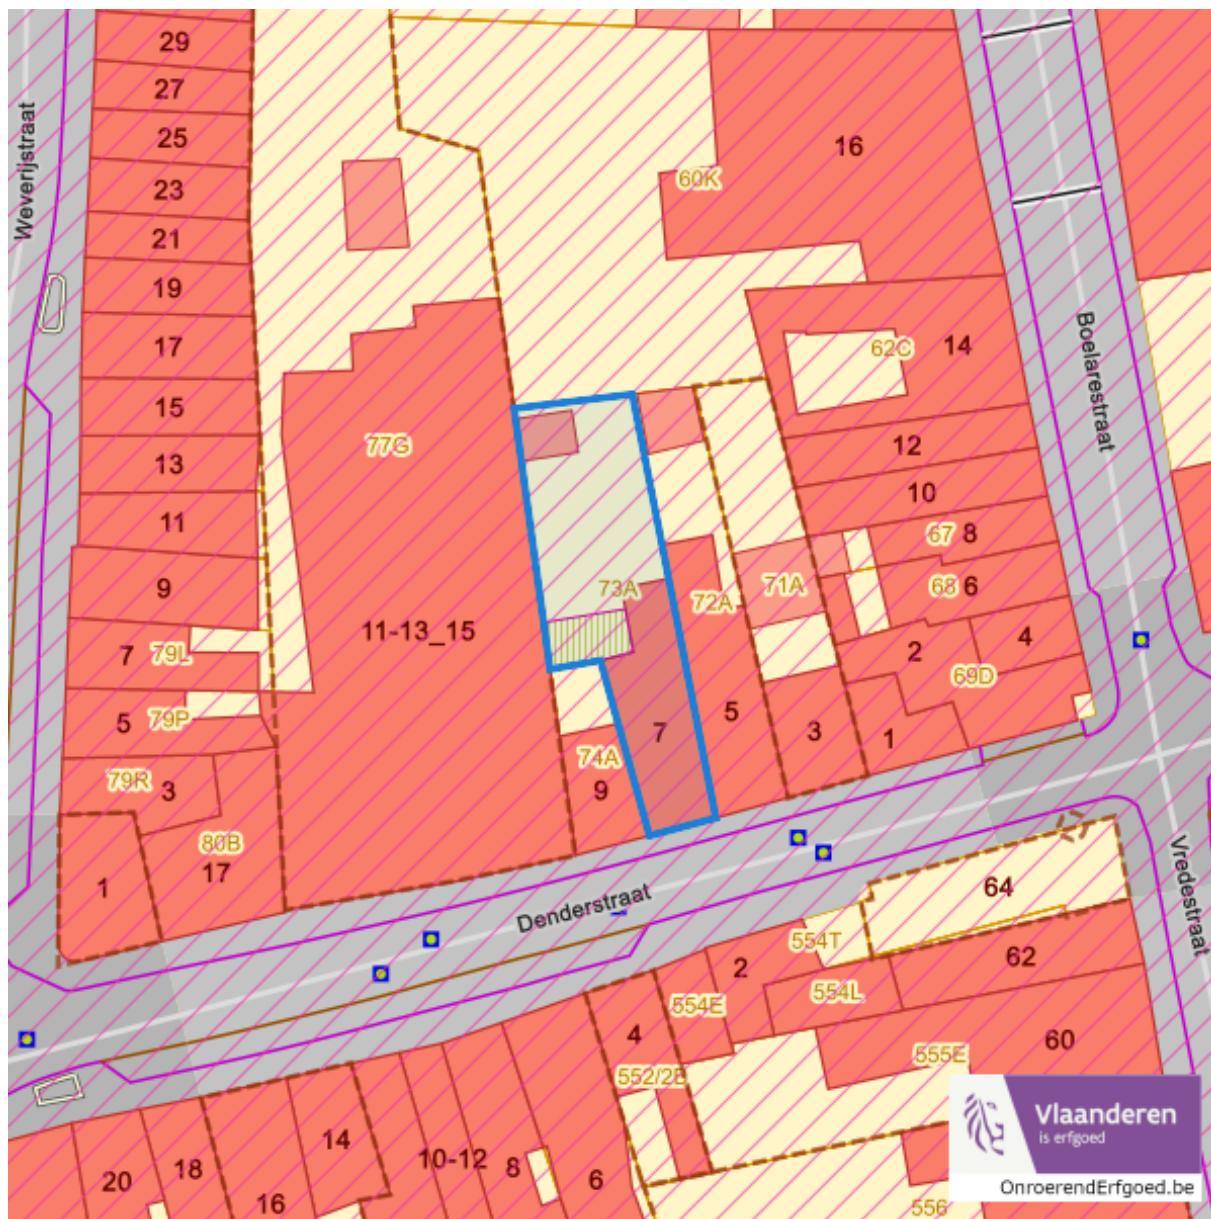 29
27
25
23
21
19
17
15
13
11
9
7
79L
5
79P
79R
3
80B
17
1
Weverijstraat
77G
11-13_15
60K
16
62C
14
12
10
67
8
68
6
4
2
69D
1
Boelarestraat
73A
72A
71A
7
5
3
74A
9
Denderstraat
Vredestraat
64
554T
62
2
554L
554E
4
552/2B
555E
60
14
10-12
8
6
20
18
16
556
Vlaanderen
is erfgoed
OnroerendErfgoed.be